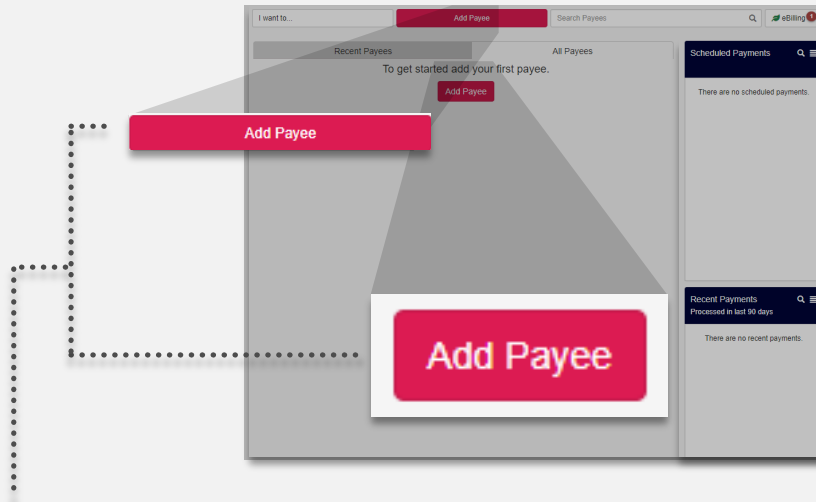 I want to...
Add Payee
Search Payees
eBilling
1
Recent Payees
All Payees
To get started add your first payee.
Add Payee
Scheduled Payments
There are no scheduled payments.
Add Payee
Add Payee
Recent Payments
Processed in last 90 days
There are no recent payments.